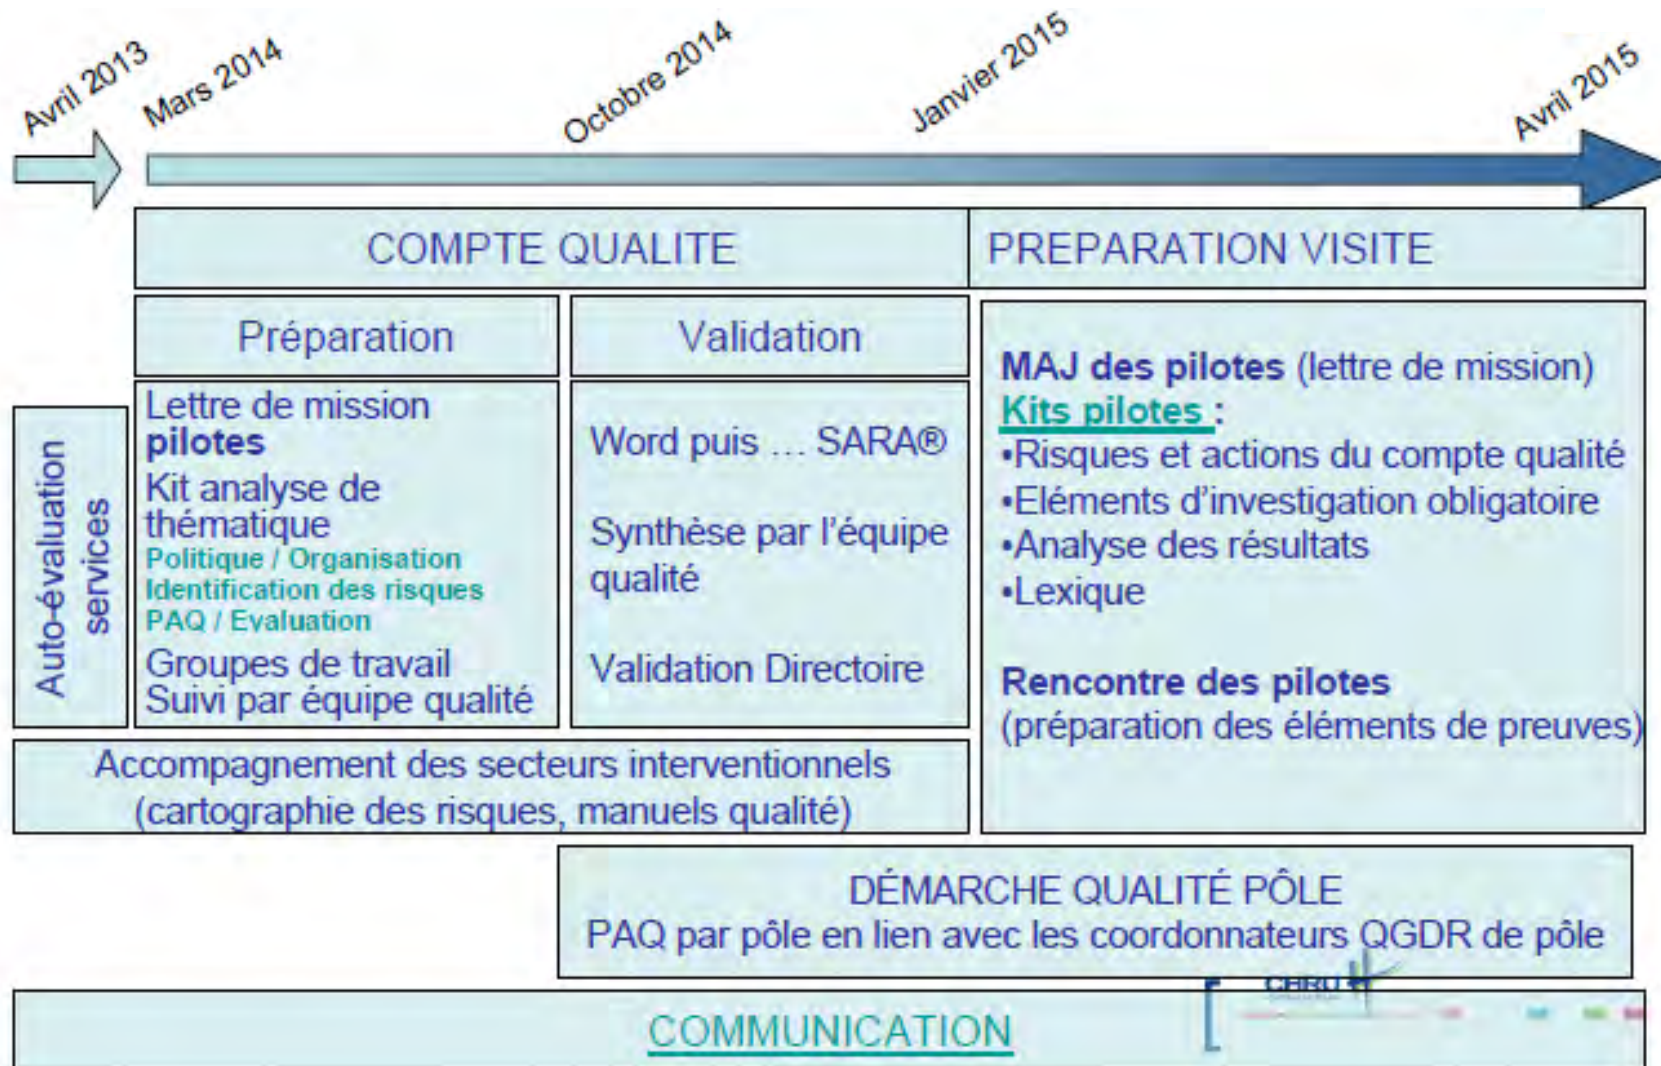 Avril 2013
Mars 2014
Octobre 2014
Janvier 2015
Avril 2015
COMPTE QUALITE
PREPARATION VISITE
Préparation
Validation
Auto-évaluation
services
Lettre de mission
pilotes
Kit analyse de
thématique
Politique / Organisation
Identification des risques
PAQ / Evaluation
Groupes de travail
Suivi par équipe qualité
Word puis … SARA®
Synthèse par l'équipe
qualité
Validation Directoire
MAJ des pilotes (lettre de mission)
Kits pilotes :
•Risques et actions du compte qualité
•Eléments d'investigation obligatoire
•Analyse des résultats
•Lexique
Rencontre des pilotes
(préparation des éléments de preuves)
Accompagnement des secteurs interventionnels
(cartographie des risques, manuels qualité)
DÉMARCHE QUALITÉ PÔLE
PAQ par pôle en lien avec les coordonnateurs QGDR de pôle
CHRU
COMMUNICATION